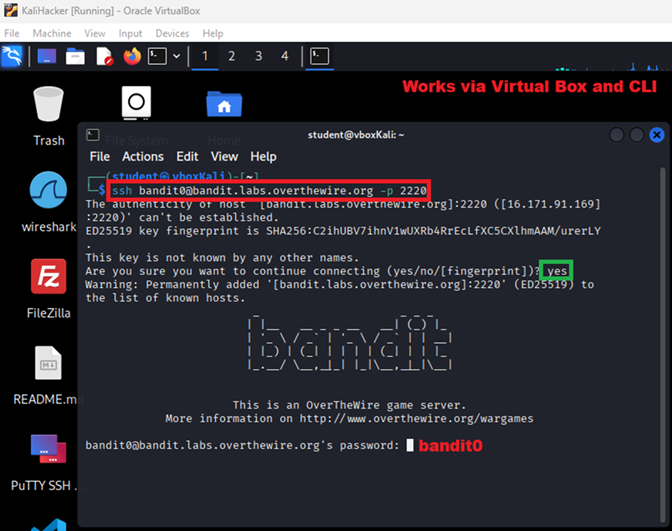 KaliHacker [Running] - Oracle VirtualBox
File Machine View Input Devices Help
1 2 3 4
Works via Virtual Box and CLI
Trash
File System
Home
student@vboxKali: ~
File Actions Edit View Help
(student㉿vboxKali)-[~]
$ ssh bandit0@bandit.labs.overthewire.org -p 2220
The authenticity of host '[bandit.labs.overthewire.org]:2220 ([16.171.91.169]
:2220)' can't be established.
ED25519 key fingerprint is SHA256:C2ihUBV7ihnV1wUXRb4RrEcLfXC5CXlhmAAM/urerLY
.
This key is not known by any other names.
Are you sure you want to continue connecting (yes/no/[fingerprint])? yes
Warning: Permanently added '[bandit.labs.overthewire.org]:2220' (ED25519) to
the list of known hosts.
bandit
This is an OverTheWire game server.
More information on http://www.overthewire.org/wargames
bandit0@bandit.labs.overthewire.org's password: bandit0
wireshark
FileZilla
README.m
PuTTY SSH ...